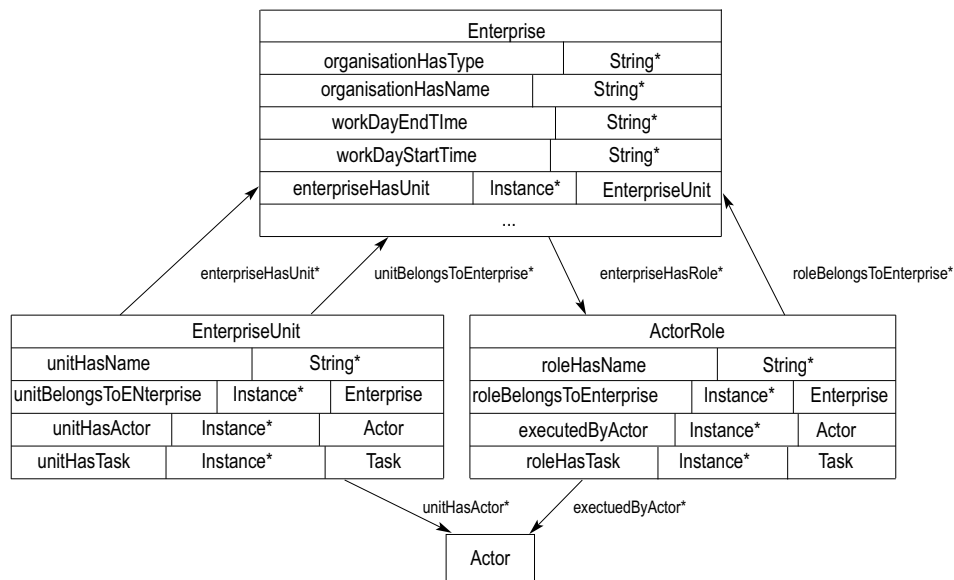 Enterprise
organisationHasType String*
organisationHasName String*
workDayEndTIme String*
workDayStartTime String*
enterpriseHasUnit Instance* EnterpriseUnit
...
enterpriseHasUnit* unitBelongsToEnterprise* enterpriseHasRole* roleBelongsToEnterprise*
EnterpriseUnit
unitHasName String*
unitBelongsToENterprise Instance* Enterprise
unitHasActor Instance* Actor
unitHasTask Instance* Task
ActorRole
roleHasName String*
roleBelongsToEnterprise Instance* Enterprise
executedByActor Instance* Actor
roleHasTask Instance* Task
unitHasActor* exectuedByActor*
Actor